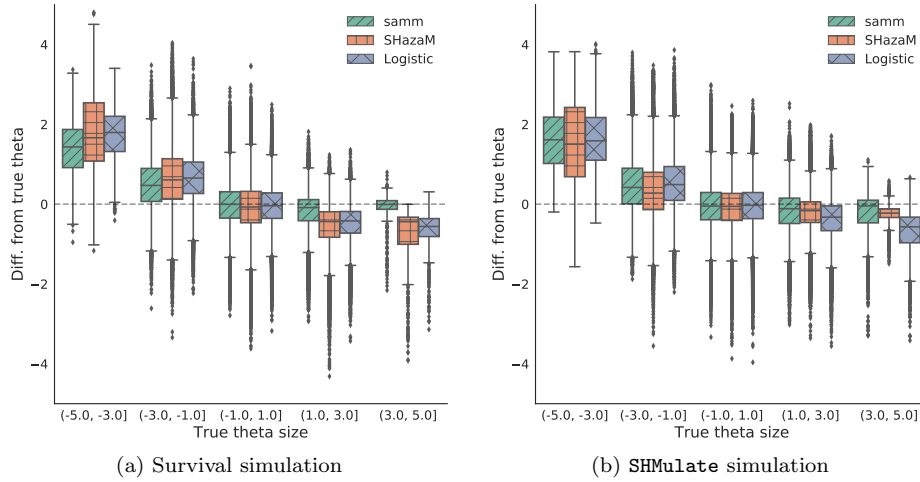 samm
SHazaM
Logistic
4
2
0
−2
−4
Diff. from true theta
(-5.0, -3.0]
(-3.0, -1.0]
(-1.0, 1.0]
(1.0, 3.0]
(3.0, 5.0]
True theta size
(a) Survival simulation
samm
SHazaM
Logistic
4
2
0
−2
−4
Diff. from true theta
(-5.0, -3.0]
(-3.0, -1.0]
(-1.0, 1.0]
(1.0, 3.0]
(3.0, 5.0]
True theta size
(b) SHMulate simulation